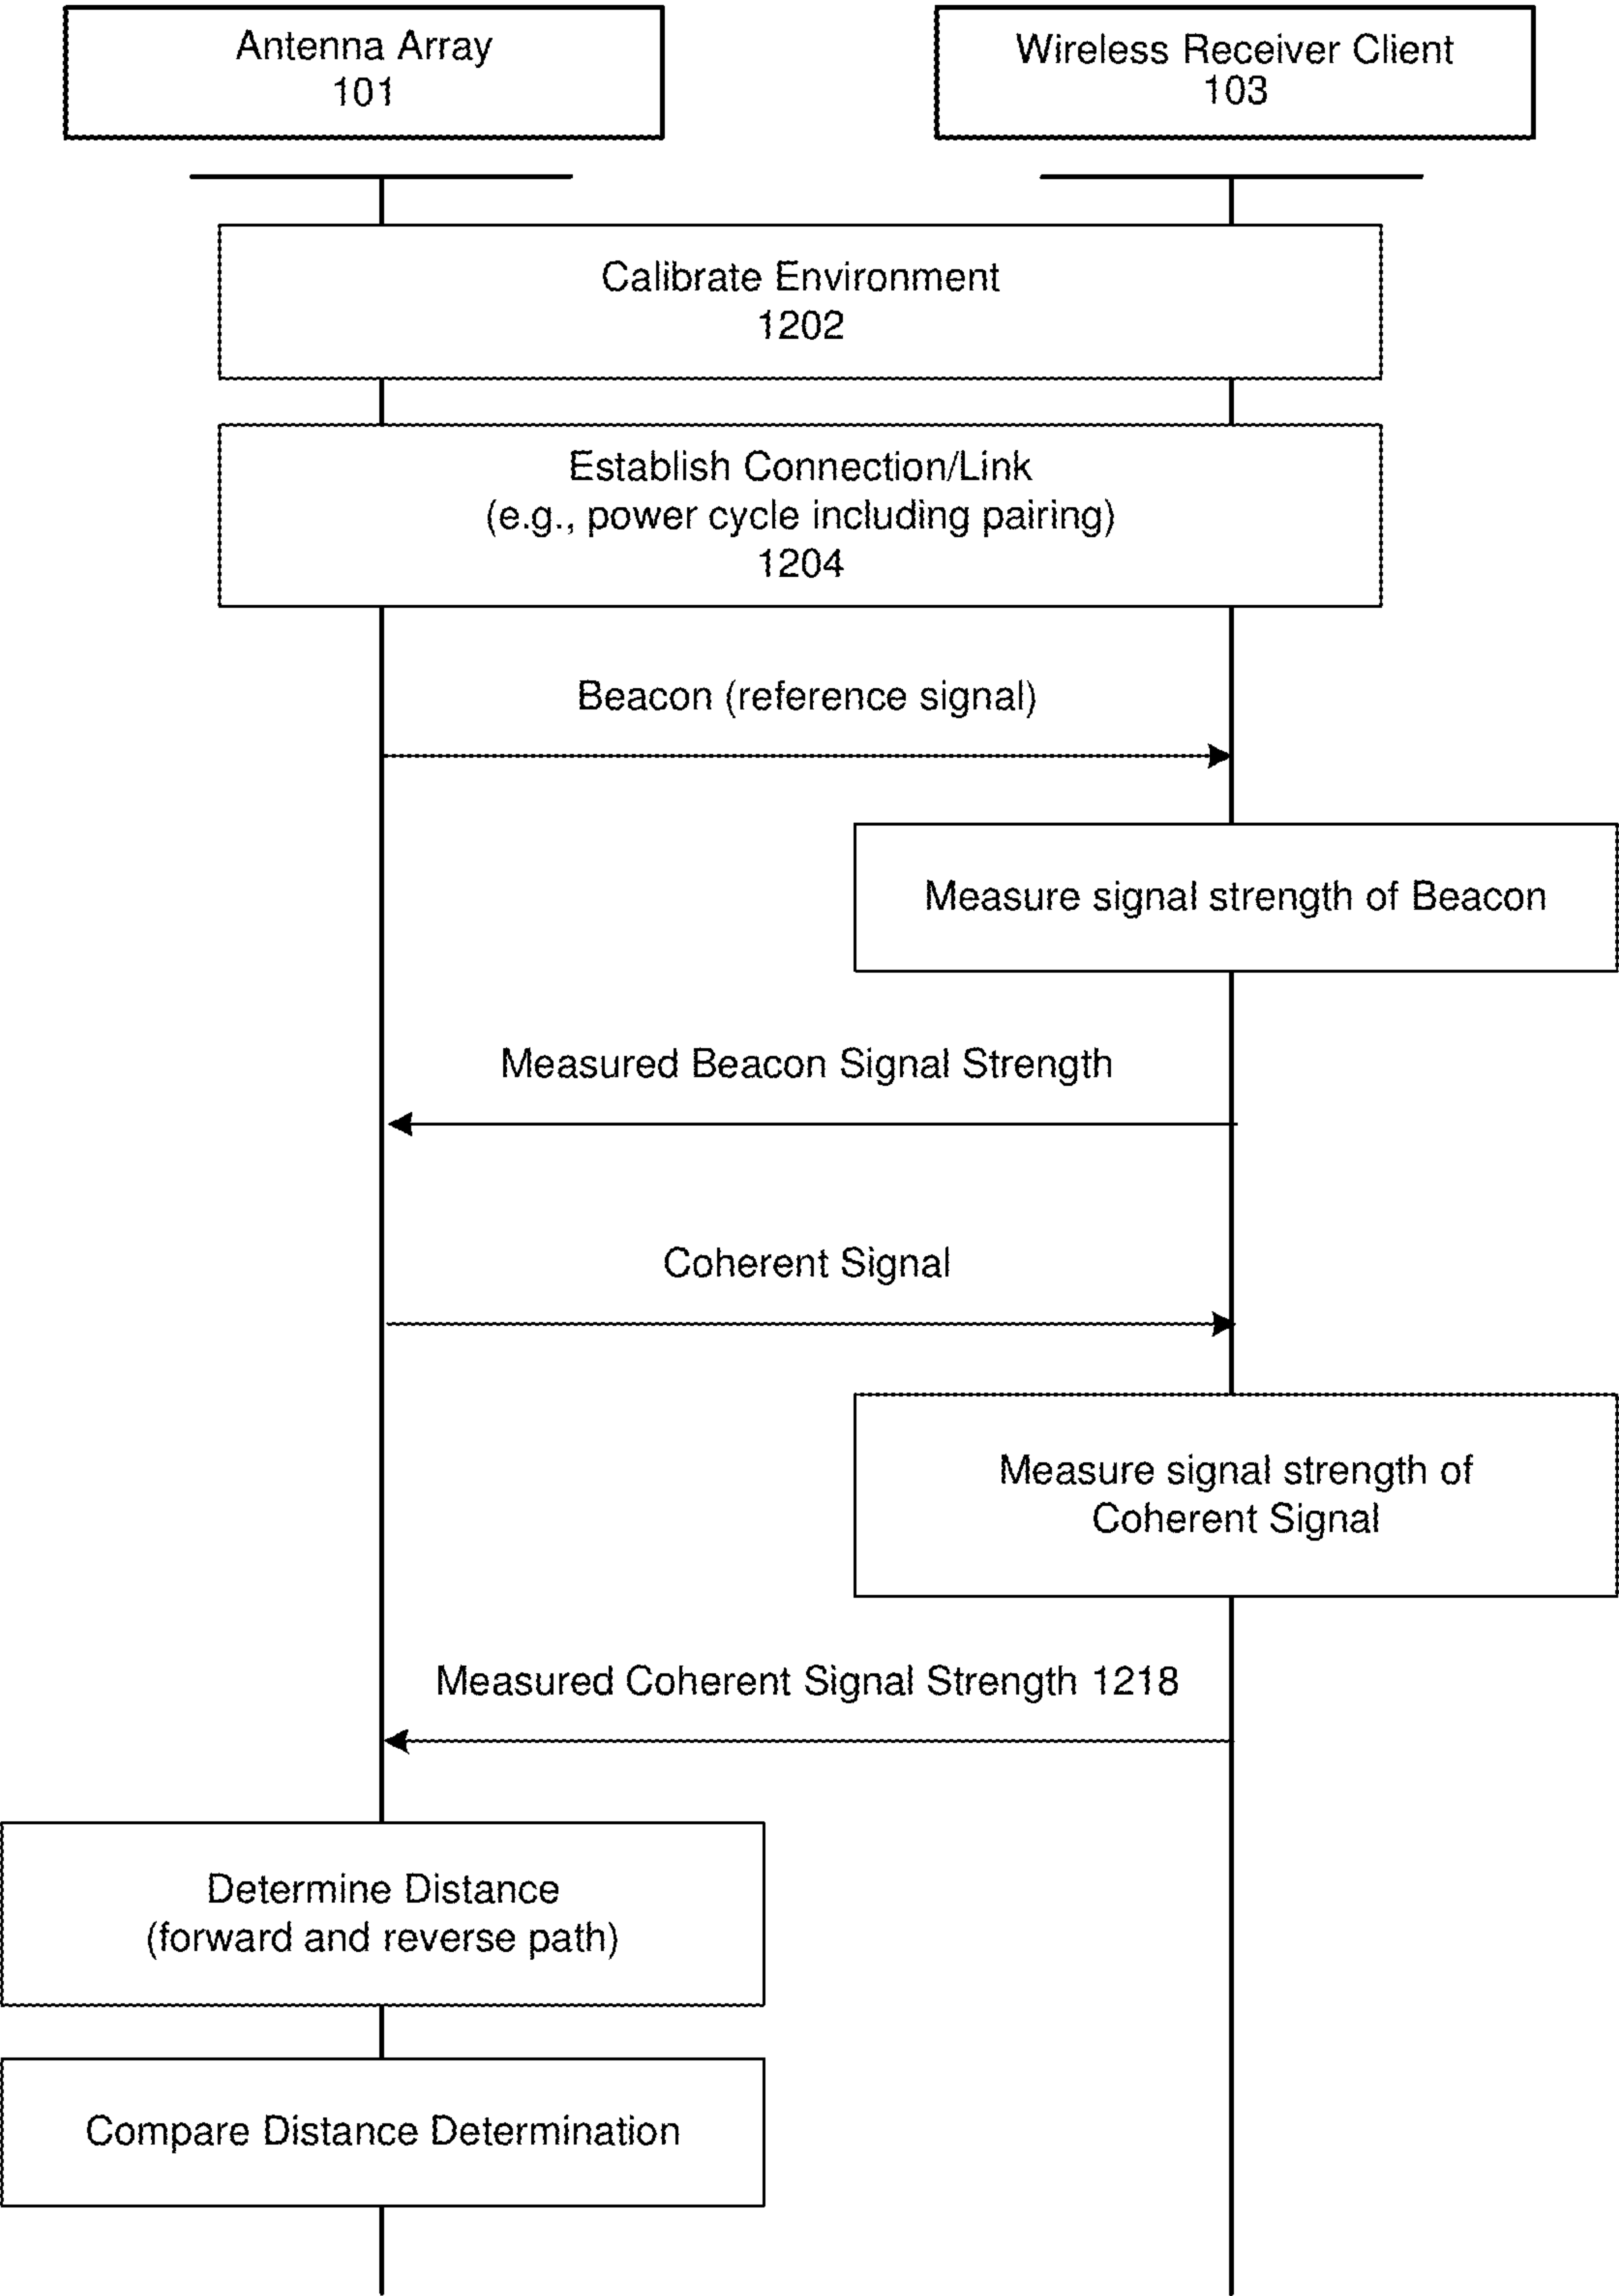 Antenna Array
101
Wireless Receiver Client
103
Calibrate Environment
1202
Establish Connection/Link
(e.g., power cycle including pairing)
1204
Beacon (reference signal)
Measure signal strength of Beacon
Measured Beacon Signal Strength
Coherent Signal
Measure signal strength of
Coherent Signal
Measured Coherent Signal Strength 1218
Determine Distance
(forward and reverse path)
Compare Distance Determination